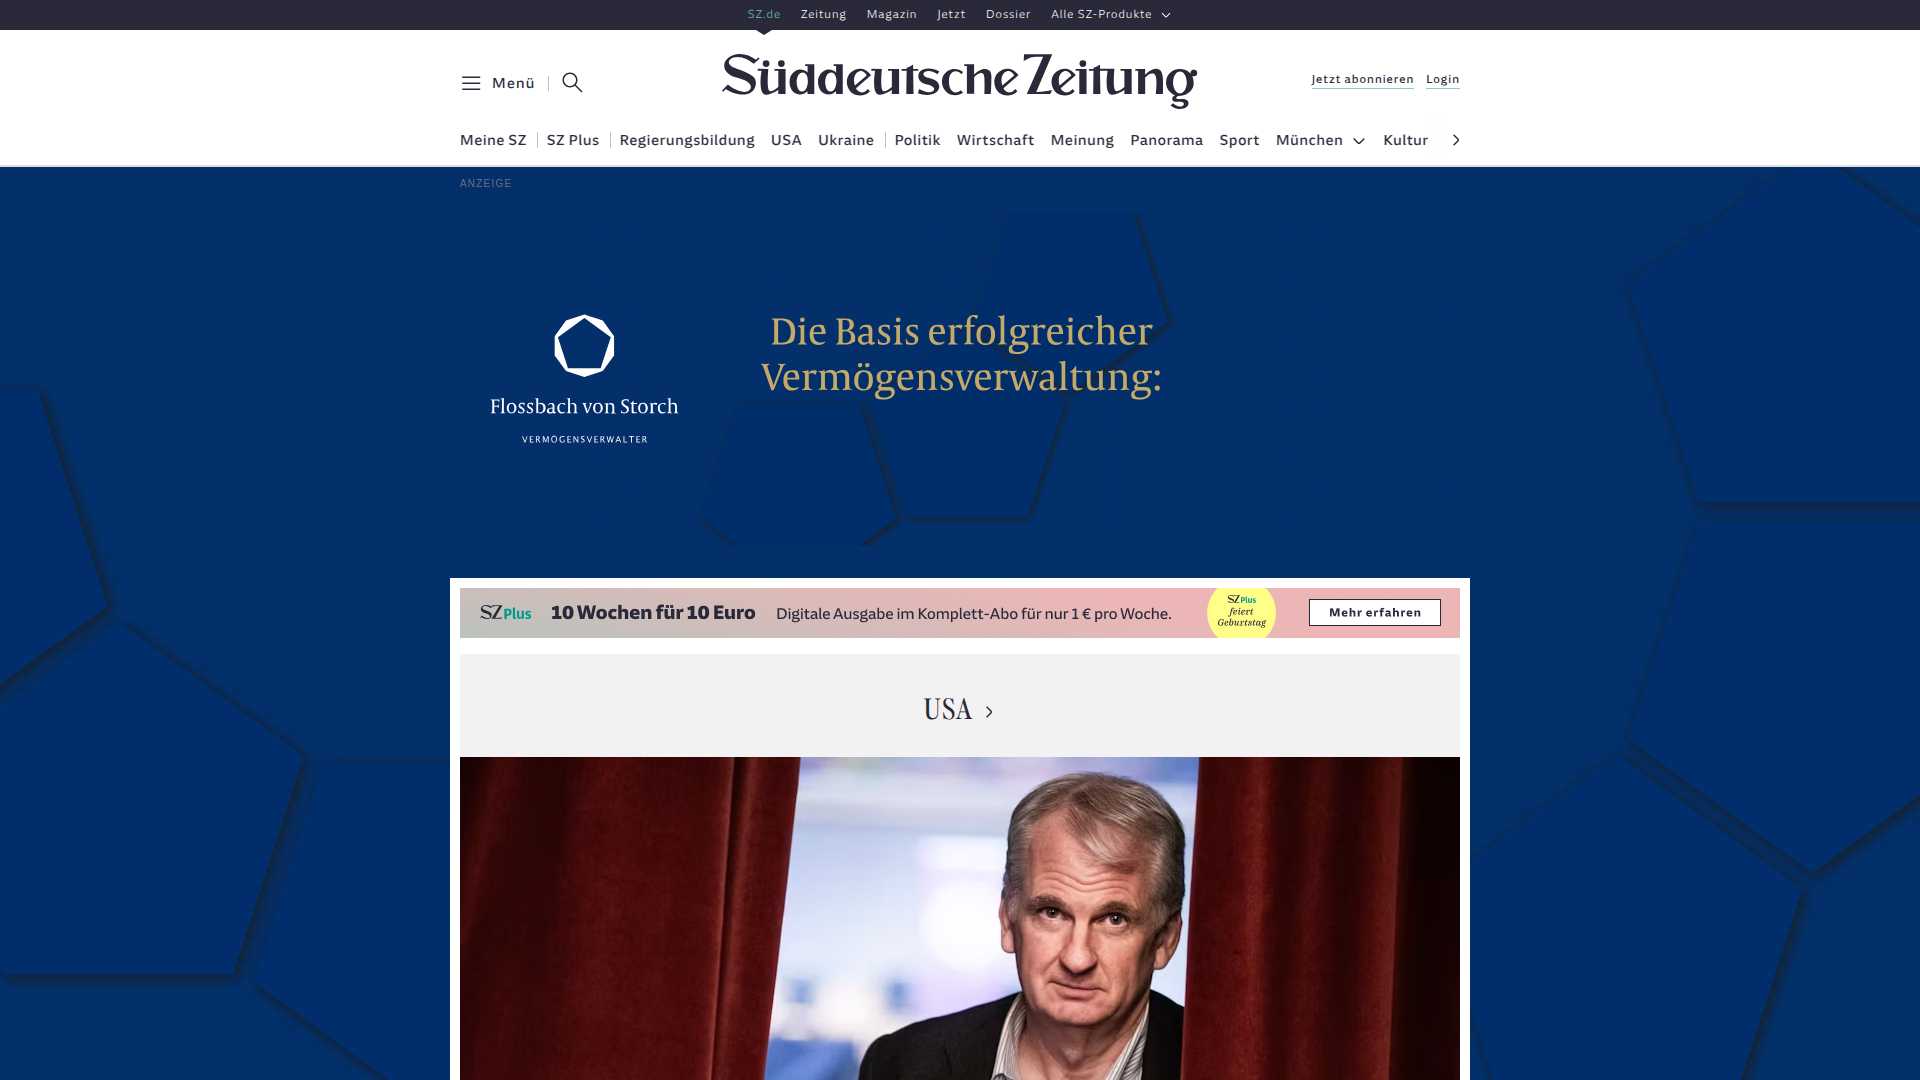 SZ.de Zeitung Magazin Jetzt Dossier Alle SZ-Produkte
Menü
Süddeutsche Zeitung
Jetzt abonnieren Login
Meine SZ SZ Plus Regierungsbildung USA Ukraine Politik Wirtschaft Meinung Panorama Sport München Kultur
ANZEIGE
Flossbach von Storch
VERMÖGENSVERWALTER
Die Basis erfolgreicher
Vermögensverwaltung:
SZ Plus 10 Wochen für 10 Euro Digitale Ausgabe im Komplett-Abo für nur 1 € pro Woche.
SZ Plus
feiert
Geburtstag
Mehr erfahren
USA